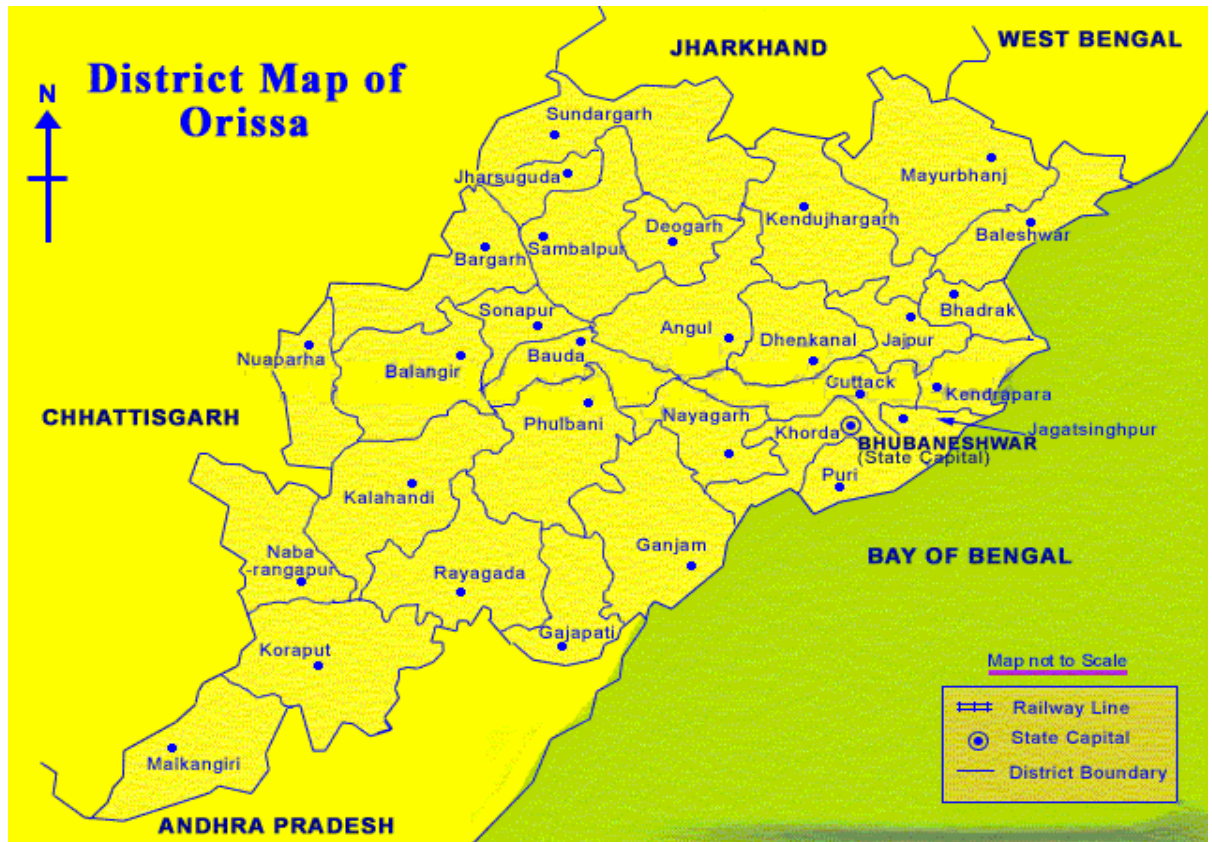 District Map of
Orissa
N
JHARKHAND
WEST BENGAL
Sundargarh
Jharsuguda
Mayurbhanj
Kendujhargarh
Deogarh
Sambalpur
Baleshwar
Bargarh
Sonapur
Bhadrak
Angul
Dhenkanal
Jajpur
Nuaparha
Balangir
Bauda
Cuttack
Kendrapara
CHHATTISGARH
Phulbani
Nayagarh
Khorda
Jagatsinghpur
BHUBANESHWAR
(State Capital)
Puri
Kalahandi
Naba
-rangapur
Rayagada
Ganjam
BAY OF BENGAL
Gajapati
Koraput
Malkangiri
ANDHRA PRADESH
Map not to Scale
Railway Line
State Capital
District Boundary